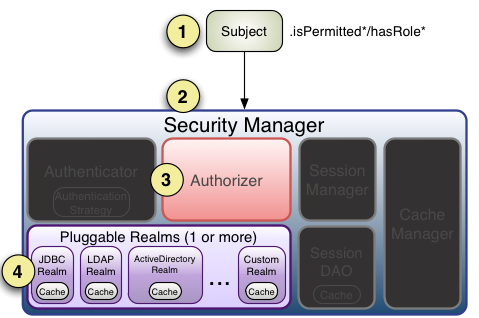 1
Subject
.isPermitted*/hasRole*
2
Security Manager
Authenticator
Authentication
Strategy
3
Authorizer
Session
Manager
Cache
Manager
Session
DAO
Cache
Pluggable Realms (1 or more)
4
JDBC
Realm
Cache
LDAP
Realm
Cache
ActiveDirectory
Realm
Cache
...
Custom
Realm
Cache